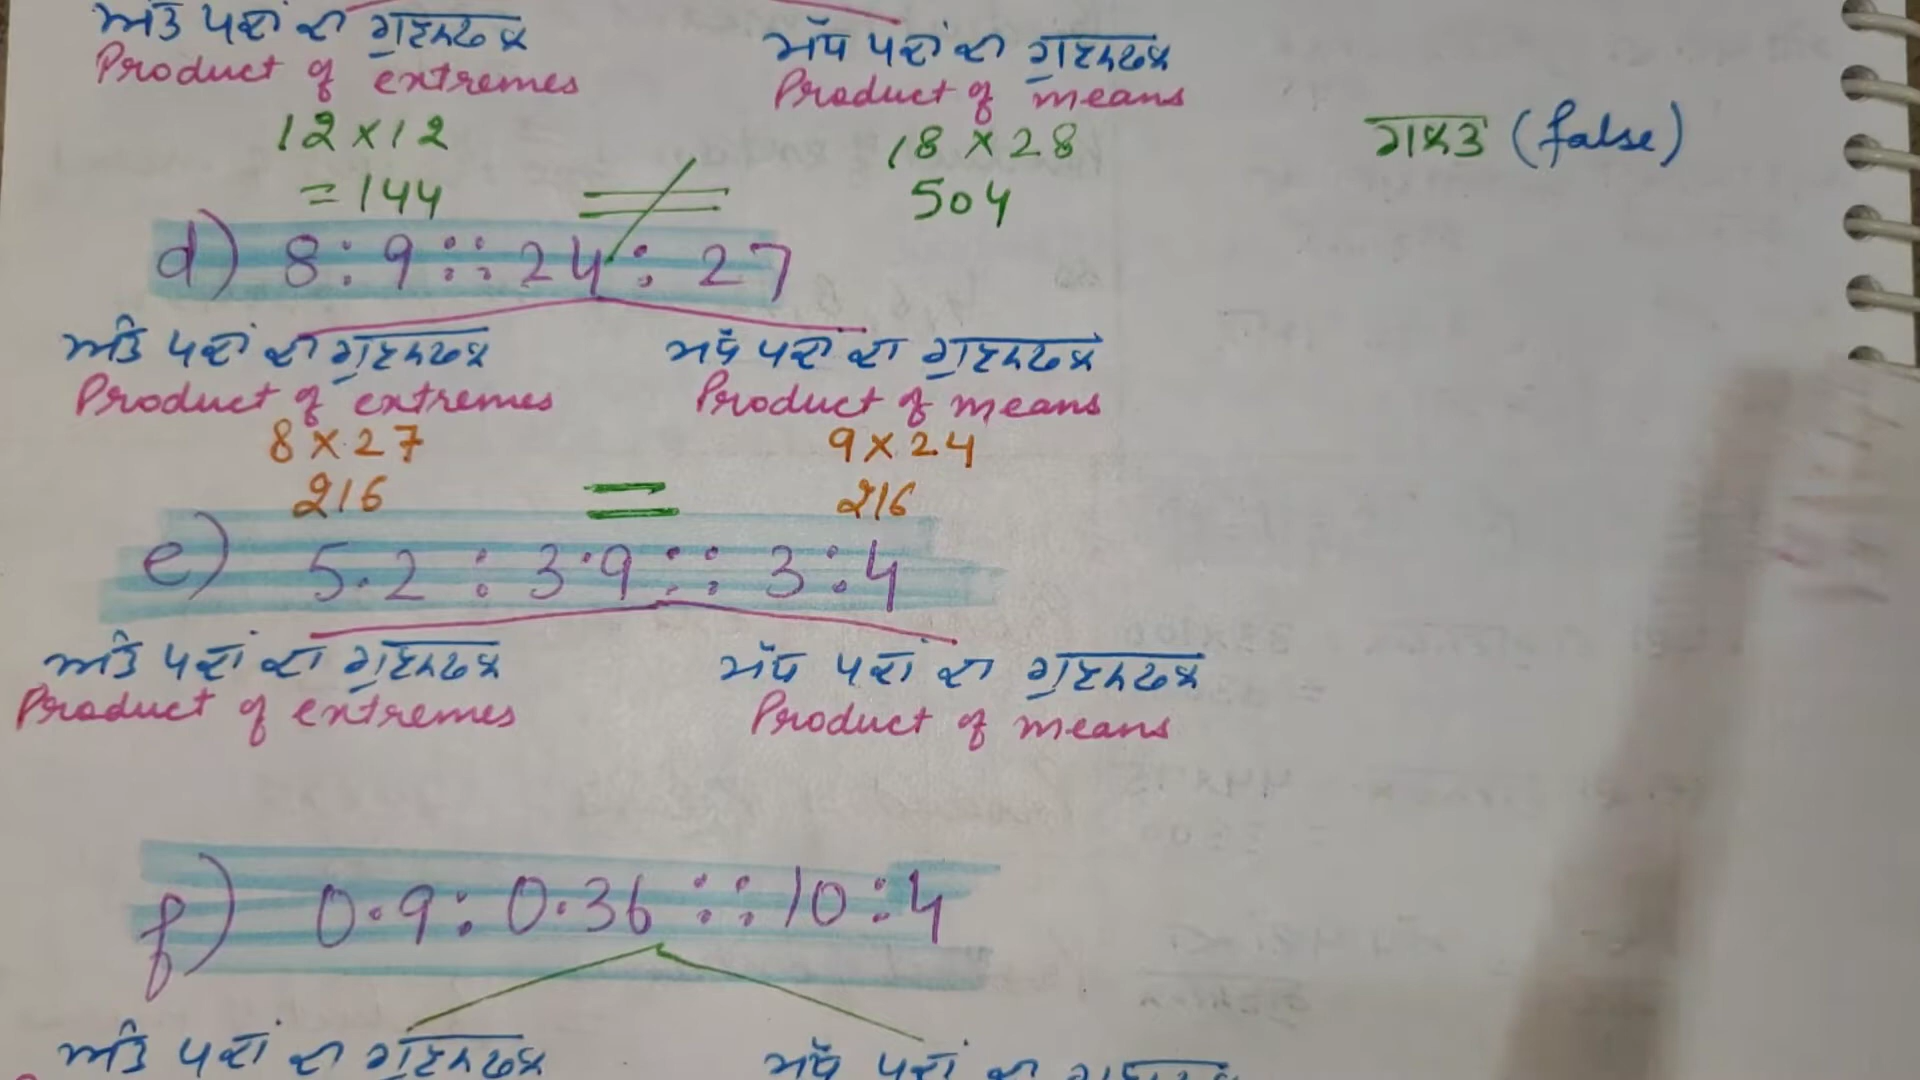 ਅੰਤ ਪਦਾਂ ਦਾ ਗੁਣਨਫਲ ਮੱਧ ਪਦਾਂ ਦਾ ਗੁਣਨਫਲ
Product of extremes Product of means
12 × 12 18 × 28 ਗਲਤ (false)
= 144 ≠ 504
d) 8 : 9 :: 24 : 27
ਅੰਤ ਪਦਾਂ ਦਾ ਗੁਣਨਫਲ ਮੱਧ ਪਦਾਂ ਦਾ ਗੁਣਨਫਲ
Product of extremes Product of means
8 × 27 9 × 24
216 = 216
e) 5.2 : 3.9 :: 3 : 4
ਅੰਤ ਪਦਾਂ ਦਾ ਗੁਣਨਫਲ ਮੱਧ ਪਦਾਂ ਦਾ ਗੁਣਨਫਲ
Product of extremes Product of means
f) 0.9 : 0.36 :: 10 : 4
ਅੰਤ ਪਦਾਂ ਦਾ ਗੁਣਨਫਲ ਮੱਧ ਪਦਾਂ ਦਾ